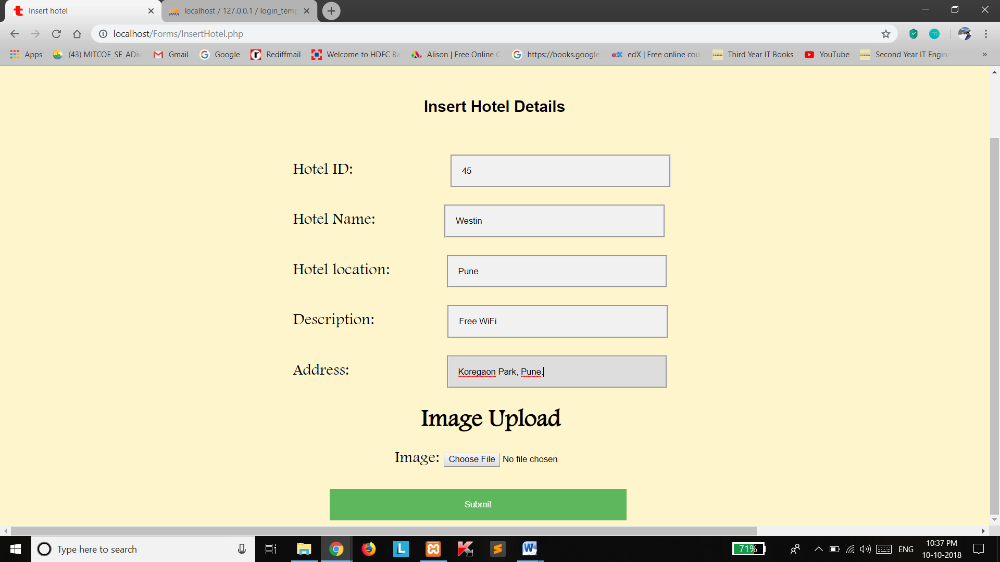 Insert hotel
localhost / 127.0.0.1 / login_temp
localhost/Forms/InsertHotel.php
Apps
(43) MITCOE_SE_ADiv
Gmail
Google
Rediffmail
Welcome to HDFC Ba
Alison | Free Online C
https://books.google
edX | Free online cou
Third Year IT Books
YouTube
Second Year IT Engin
»
Insert Hotel Details
Hotel ID: 45
Hotel Name: Westin
Hotel location: Pune
Description: Free WiFi
Address: Koregaon Park, Pune.
Image Upload
Image: Choose File No file chosen
Submit
Type here to search
71%
ENG
10:37 PM
10-10-2018